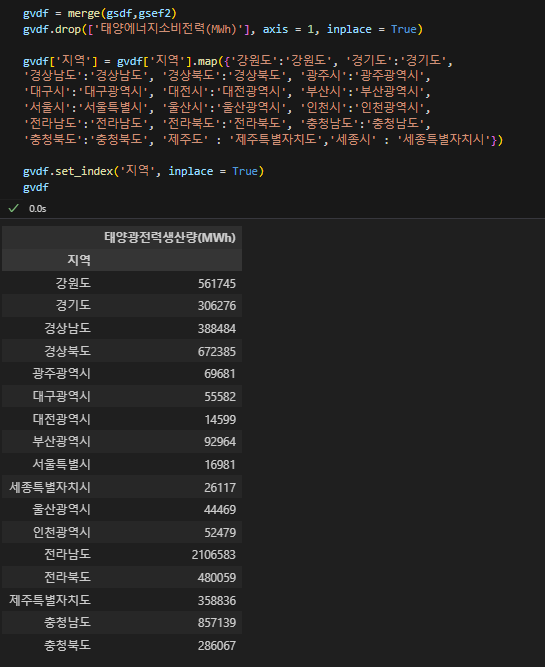 gvdf = merge(gsdf,gsef2)
gvdf.drop(['태양에너지소비전력(MWh)'], axis = 1, inplace = True)
gvdf['지역'] = gvdf['지역'].map({'강원도':'강원도', '경기도':'경기도',
'경상남도':'경상남도', '경상북도':'경상북도', '광주시':'광주광역시',
'대구시':'대구광역시', '대전시':'대전광역시', '부산시':'부산광역시',
'서울시':'서울특별시', '울산시':'울산광역시', '인천시':'인천광역시',
'전라남도':'전라남도', '전라북도':'전라북도', '충청남도':'충청남도',
'충청북도':'충청북도', '제주도' : '제주특별자치도','세종시' : '세종특별자치시'})
gvdf.set_index('지역', inplace = True)
gvdf
0.0s
태양광전력생산량(MWh)
지역
강원도 561745
경기도 306276
경상남도 388484
경상북도 672385
광주광역시 69681
대구광역시 55582
대전광역시 14599
부산광역시 92964
서울특별시 16981
세종특별자치시 26117
울산광역시 44469
인천광역시 52479
전라남도 2106583
전라북도 480059
제주특별자치도 358836
충청남도 857139
충청북도 286067